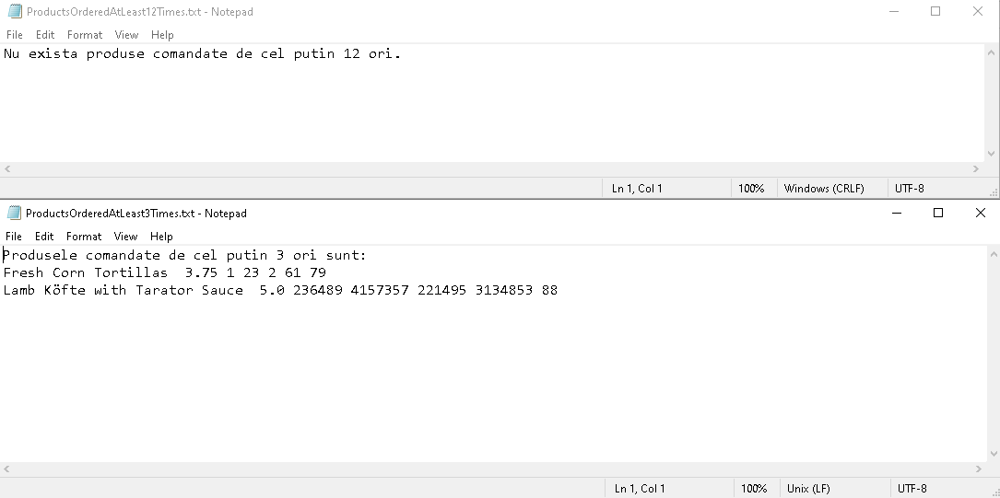 ProductsOrderedAtLeast12Times.txt - Notepad
File Edit Format View Help
Nu exista produse comandate de cel putin 12 ori.
Ln 1, Col 1 100% Windows (CRLF) UTF-8
ProductsOrderedAtLeast3Times.txt - Notepad
File Edit Format View Help
Produsele comandate de cel putin 3 ori sunt:
Fresh Corn Tortillas  3.75 1 23 2 61 79
Lamb Köfte with Tarator Sauce  5.0 236489 4157357 221495 3134853 88
Ln 1, Col 1 100% Unix (LF) UTF-8